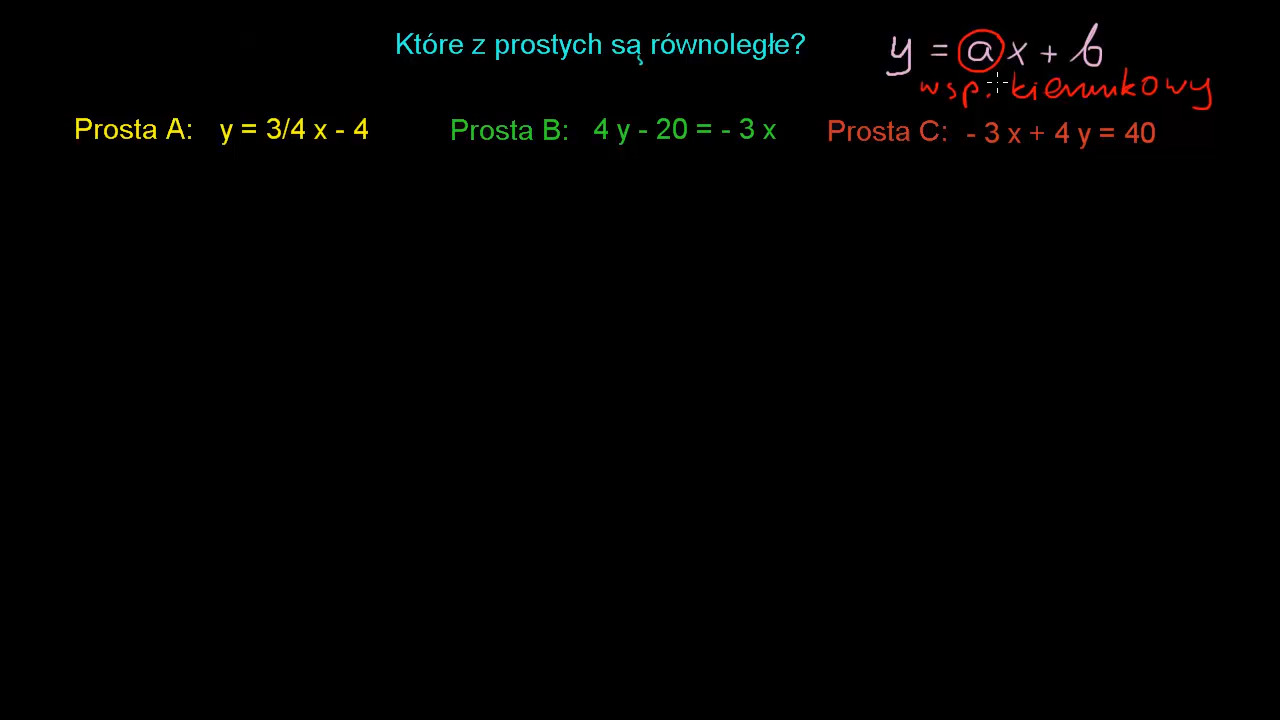 Które z prostych są równoległe?
y = a x + b
wsp. kierunkowy
Prosta A: y = 3/4 x - 4
Prosta B: 4 y - 20 = - 3 x
Prosta C: - 3 x + 4 y = 40